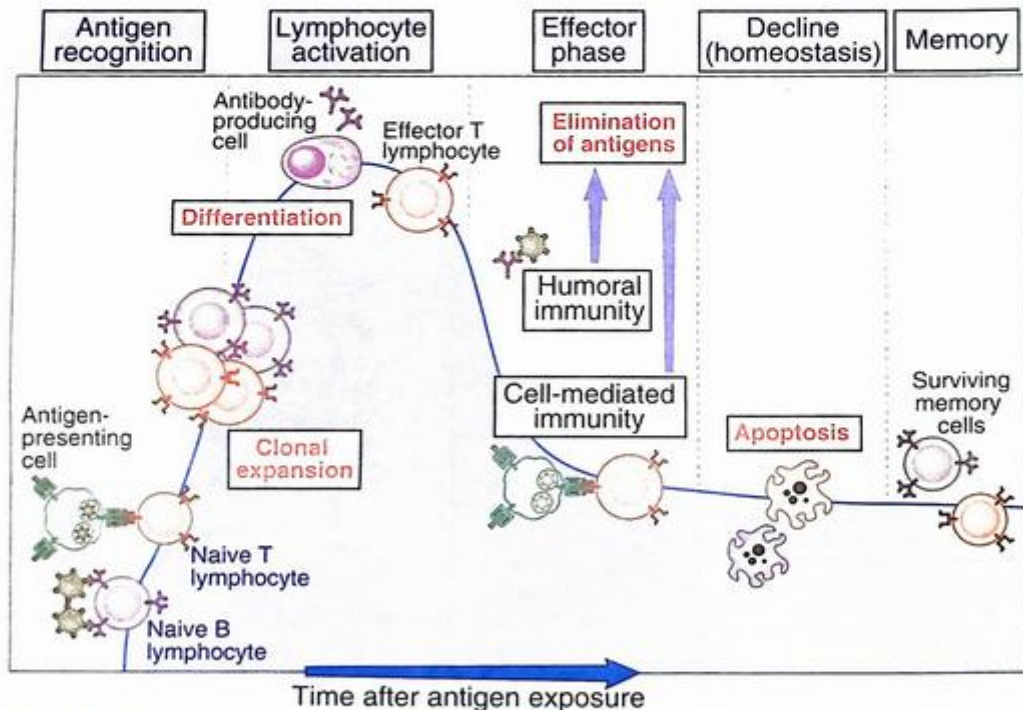 Antigen
recognition
Lymphocyte
activation
Effector
phase
Decline
(homeostasis)
Memory
Antibody-
producing
cell
Effector T
lymphocyte
Elimination
of antigens
Differentiation
Humoral
immunity
Cell-mediated
immunity
Surviving
memory
cells
Antigen-
presenting
cell
Clonal
expansion
Apoptosis
Naive T
lymphocyte
Naive B
lymphocyte
Time after antigen exposure